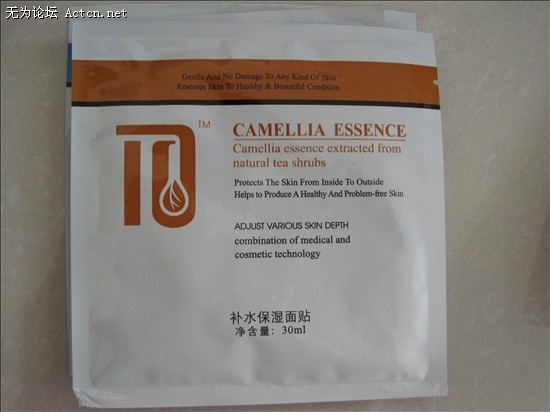 无为论坛 Actcn.net
Gentle And No Damage To Any Kind Of Skin
Restores Skin To Healthy & Beautiful Condition
TM
CAMELLIA ESSENCE
Camellia essence extracted from
natural tea shrubs
Protects The Skin From Inside To Outside
Helps to Produce A Healthy And Problem-free Skin
ADJUST VARIOUS SKIN DEPTH
combination of medical and
cosmetic technology
补水保湿面贴
净含量: 30ml